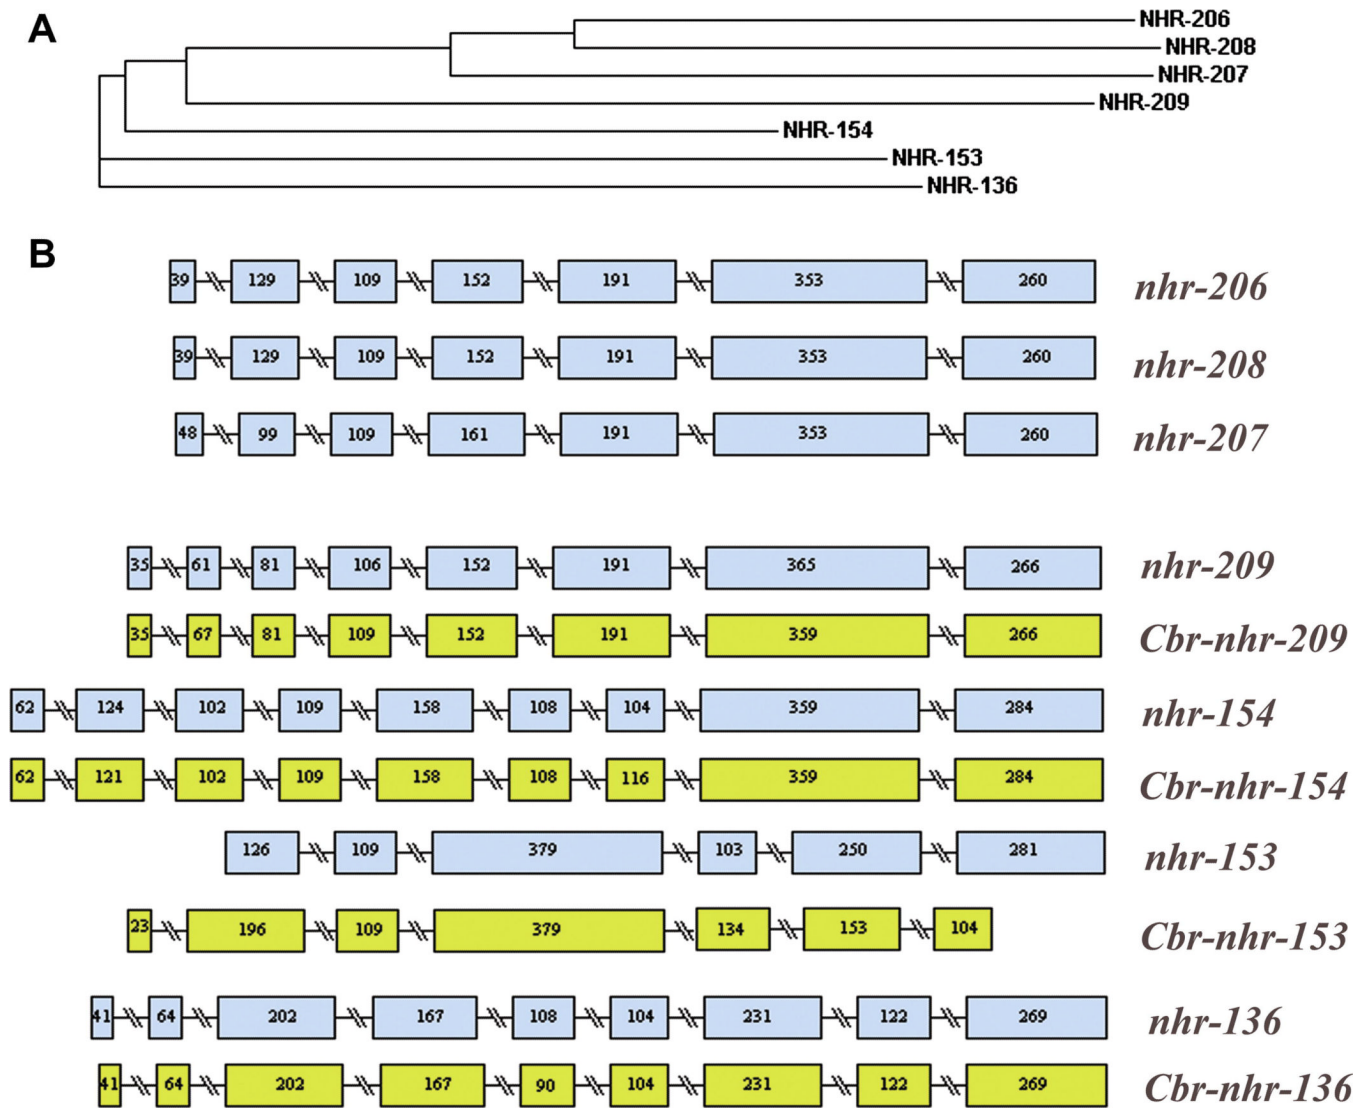 A
NHR-206
NHR-208
NHR-207
NHR-209
NHR-154
NHR-153
NHR-136
B
39 129 109 152 191 353 260 nhr-206
39 129 109 152 191 353 260 nhr-208
48 99 109 161 191 353 260 nhr-207
35 61 81 106 152 191 365 266 nhr-209
35 67 81 109 152 191 359 266 Cbr-nhr-209
62 124 102 109 158 108 104 359 284 nhr-154
62 121 102 109 158 108 116 359 284 Cbr-nhr-154
126 109 379 103 250 281 nhr-153
23 196 109 379 134 153 104 Cbr-nhr-153
41 64 202 167 108 104 231 122 269 nhr-136
41 64 202 167 90 104 231 122 269 Cbr-nhr-136